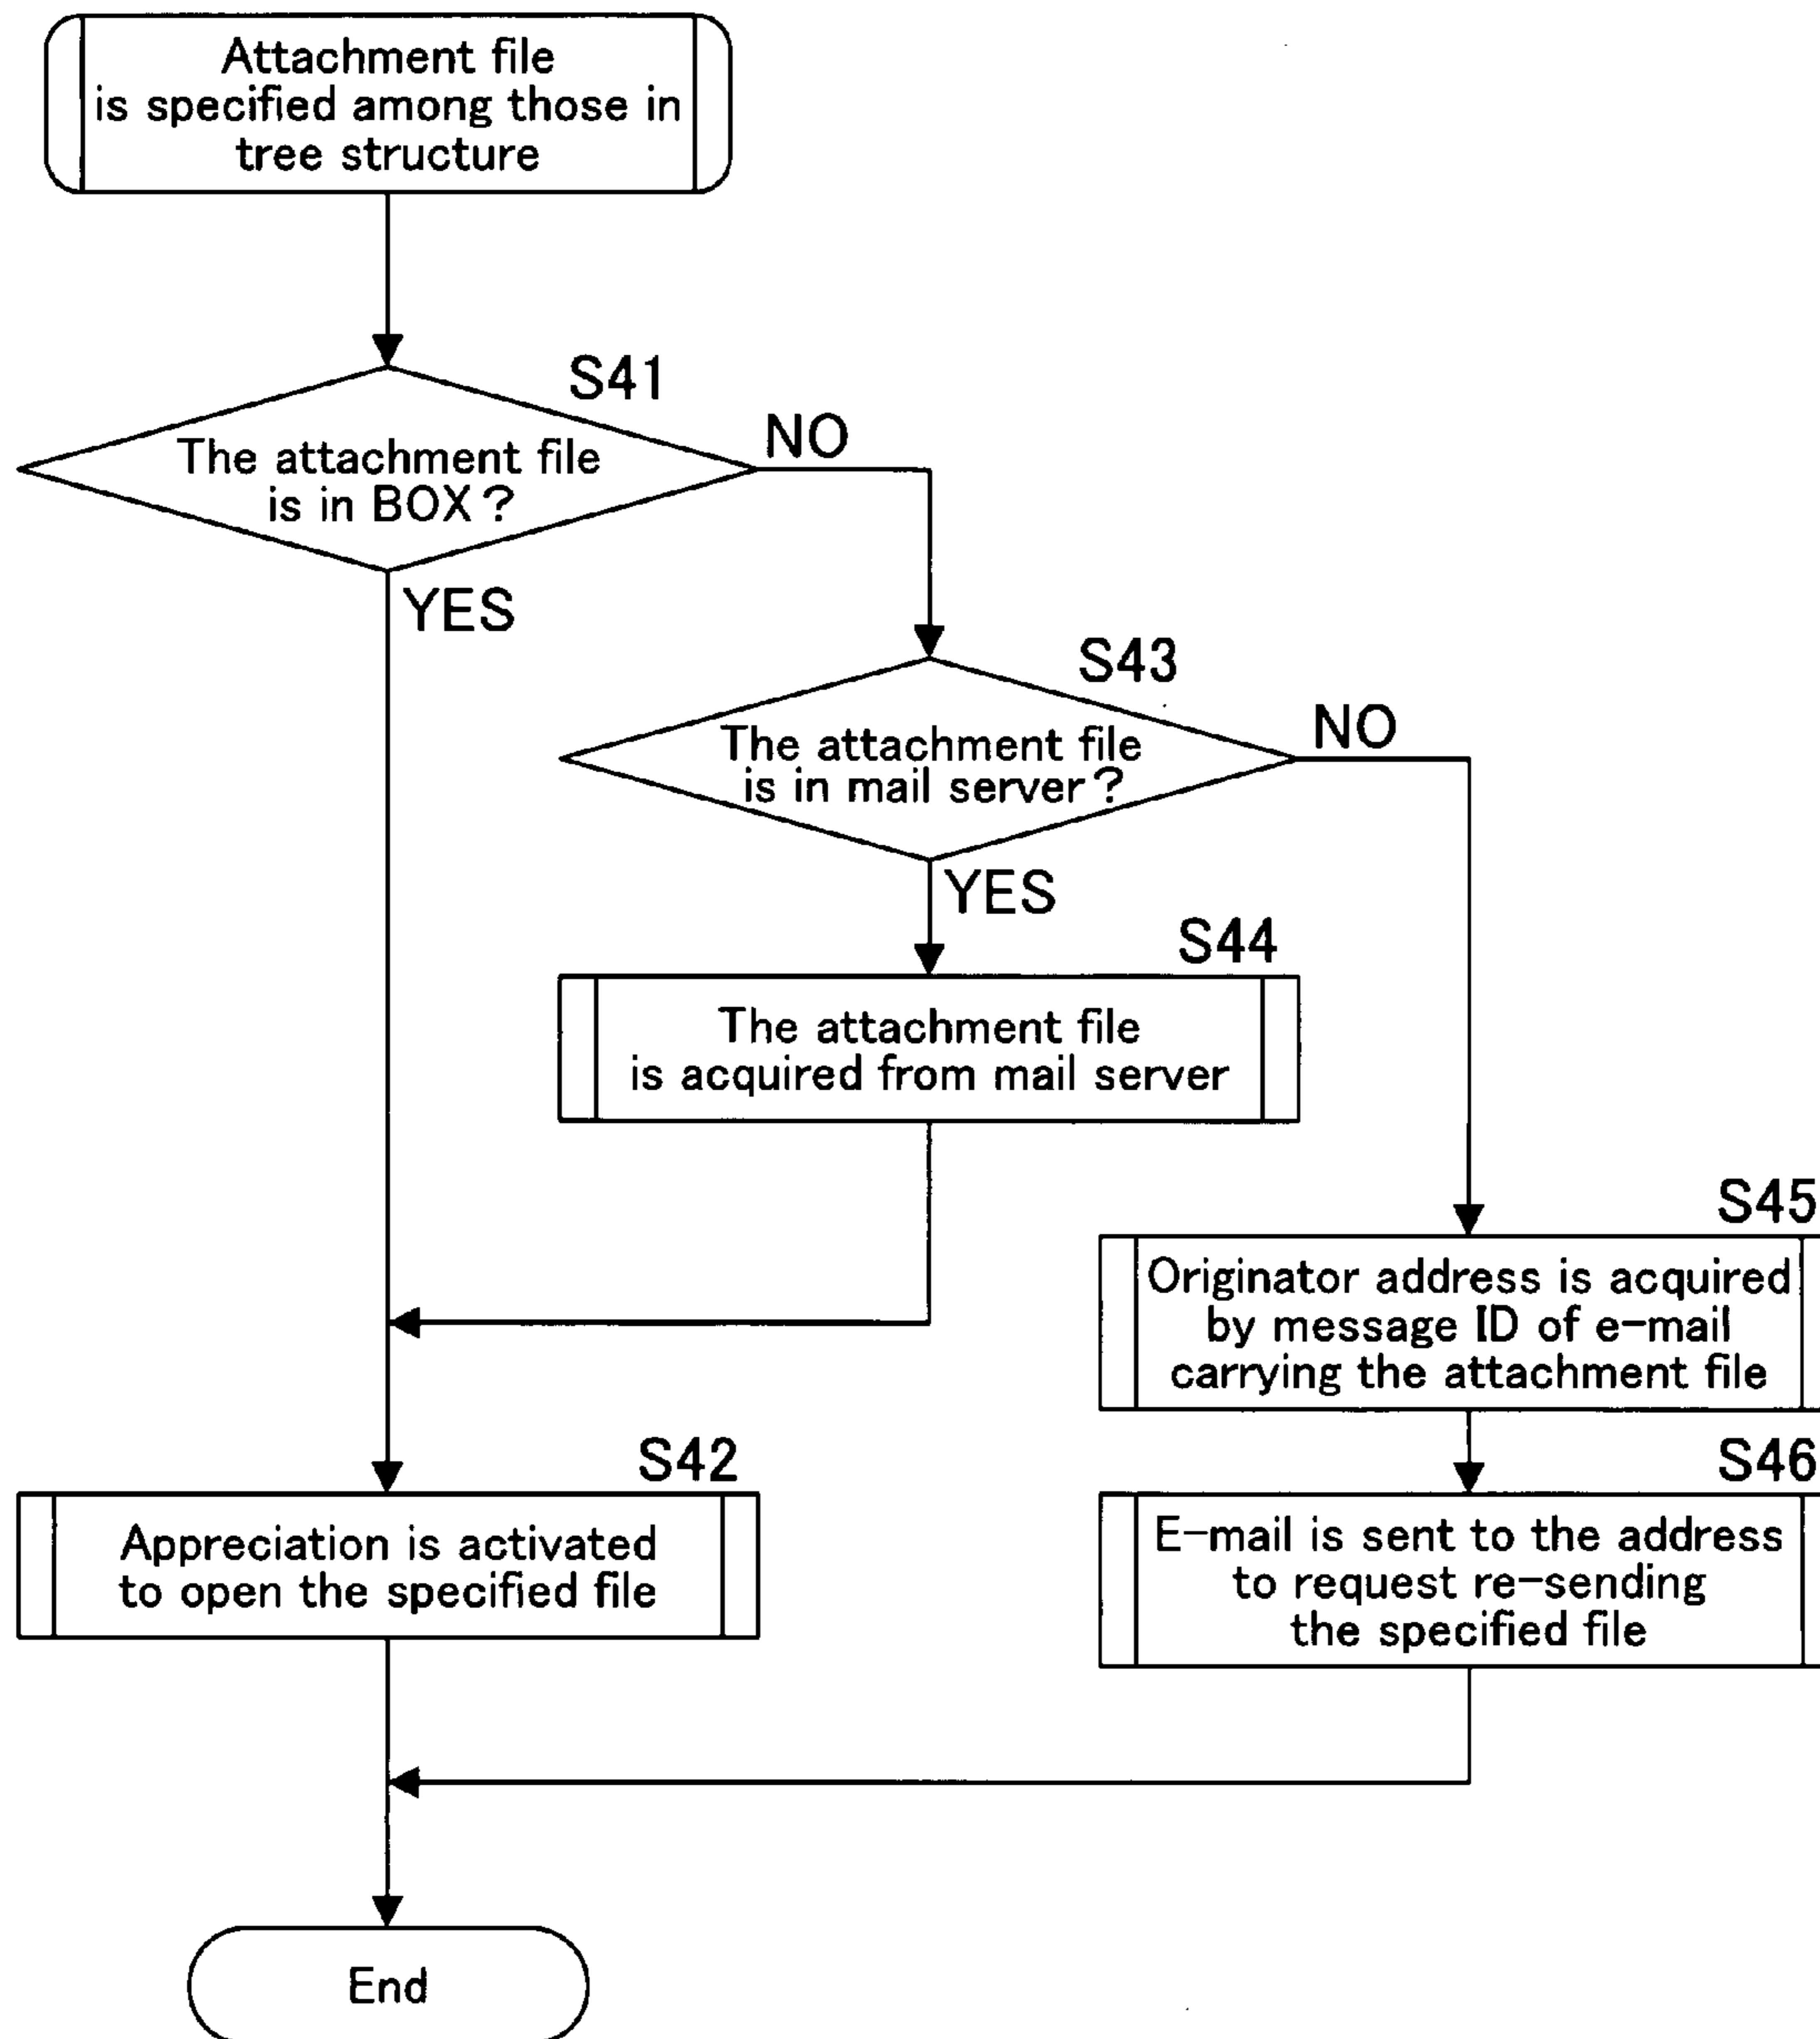 Attachment file
is specified among those in
tree structure
S41
NO
The attachment file
is in BOX?
YES
S43
NO
The attachment file
is in mail server?
YES
S44
The attachment file
is acquired from mail server
S45
Originator address is acquired
by message ID of e-mail
carrying the attachment file
S42
Appreciation is activated
to open the specified file
S46
E-mail is sent to the address
to request re-sending
the specified file
End